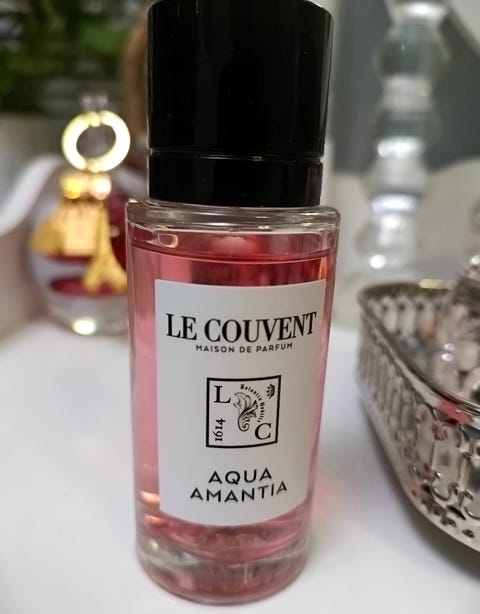 LE COUVENT
MAISON DE PARFUM
L
1614
C
AQUA
AMANTIA